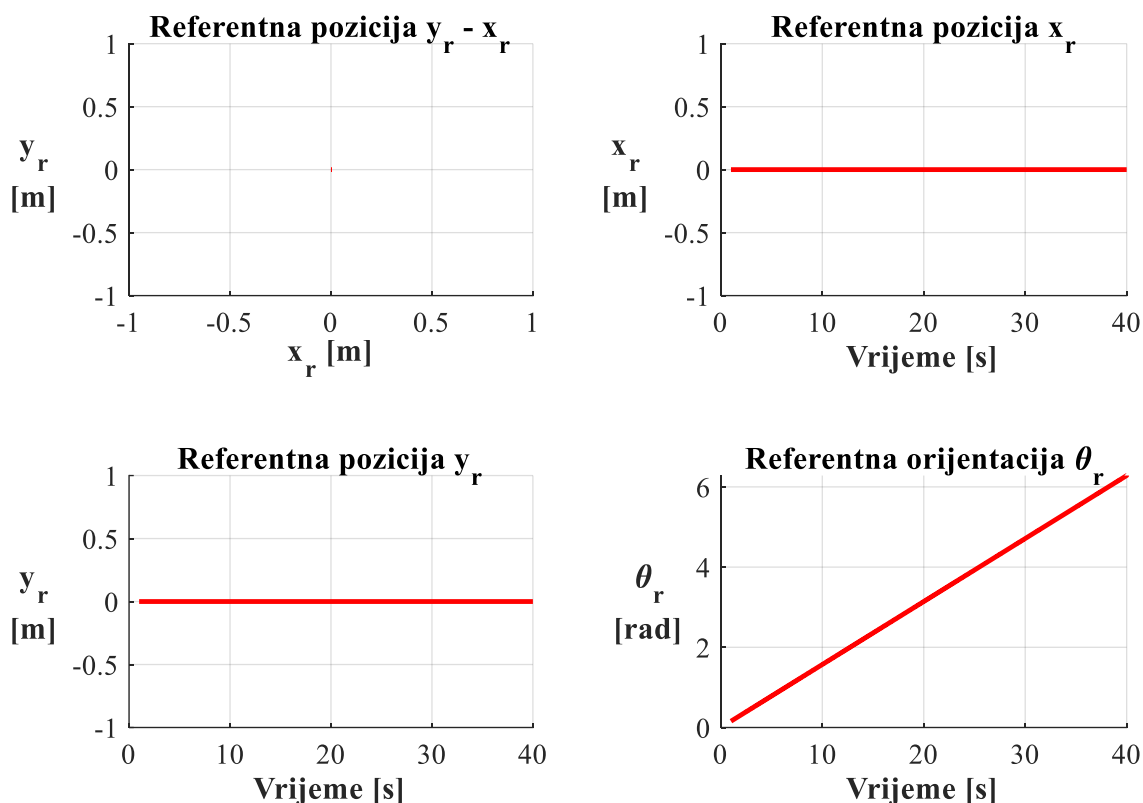 Referentna pozicija y_r - x_r
1
0.5
0
-0.5
-1
y_r
[m]
-1 -0.5 0 0.5 1
x_r [m]
Referentna pozicija x_r
1
0.5
0
-0.5
-1
x_r
[m]
0 10 20 30 40
Vrijeme [s]
Referentna pozicija y_r
1
0.5
0
-0.5
-1
y_r
[m]
0 10 20 30 40
Vrijeme [s]
Referentna orijentacija θ_r
6
4
2
0
θ_r
[rad]
0 10 20 30 40
Vrijeme [s]